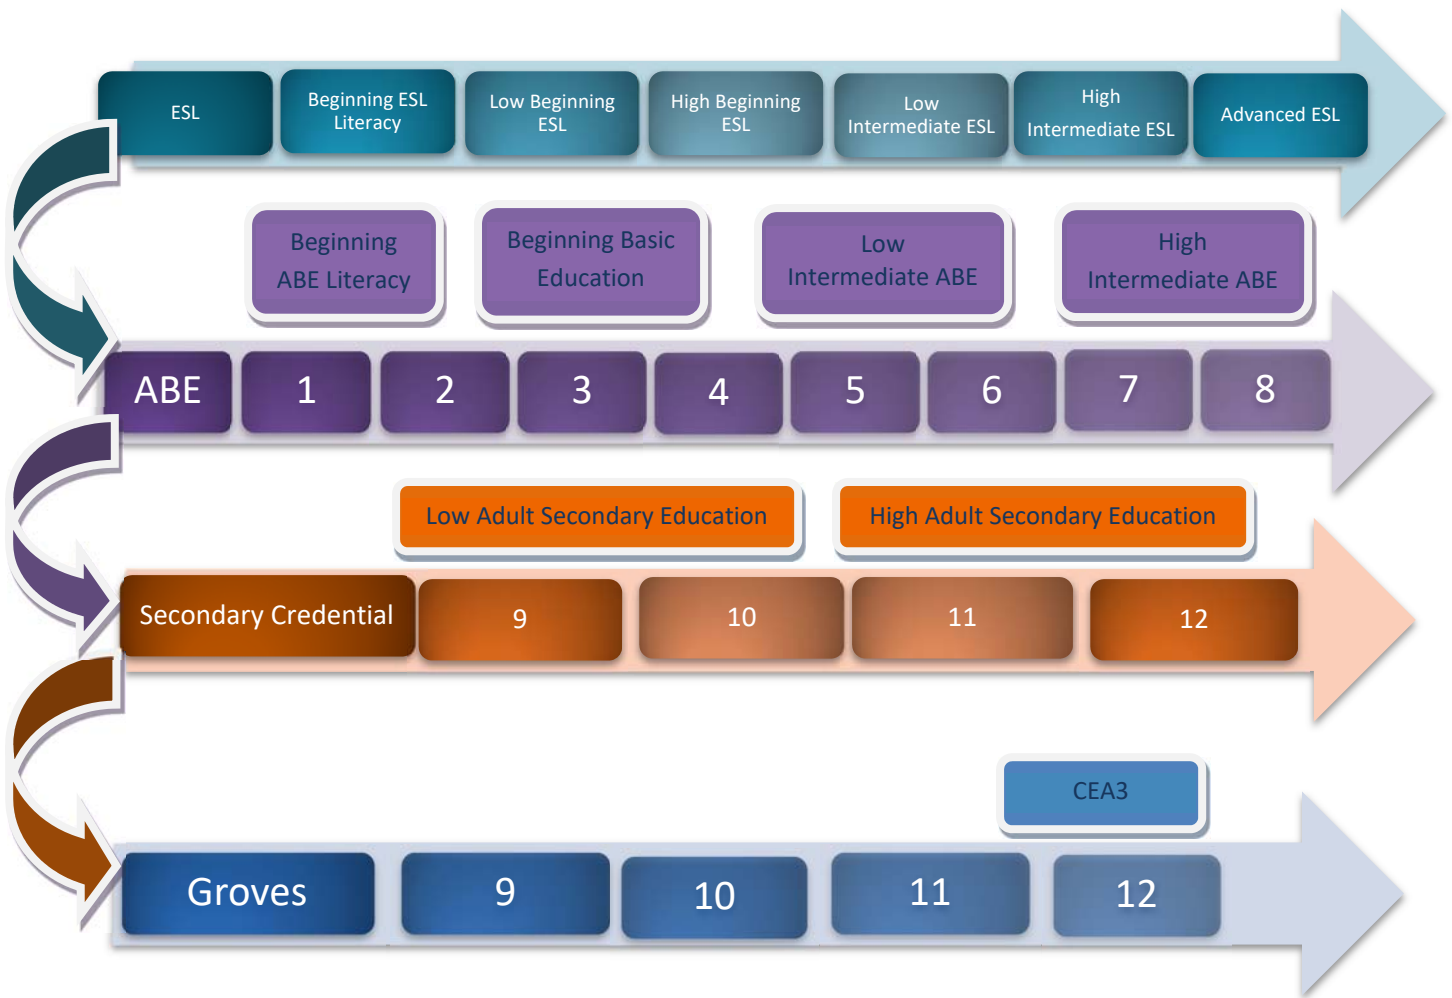 ESL
Beginning ESL
Literacy
Low Beginning
ESL
High Beginning
ESL
Low
Intermediate ESL
High
Intermediate ESL
Advanced ESL
Beginning
ABE Literacy
Beginning Basic
Education
Low
Intermediate ABE
High
Intermediate ABE
ABE
1
2
3
4
5
6
7
8
Low Adult Secondary Education
High Adult Secondary Education
Secondary Credential
9
10
11
12
CEA3
Groves
9
10
11
12